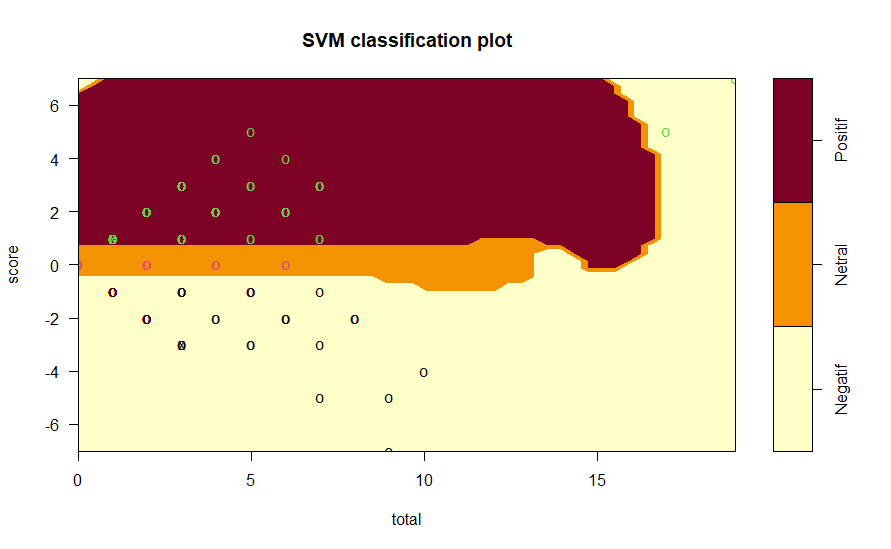 SVM classification plot
6
4
2
0
-2
-4
-6
score
0 5 10 15
total
Positif
Netral
Negatif